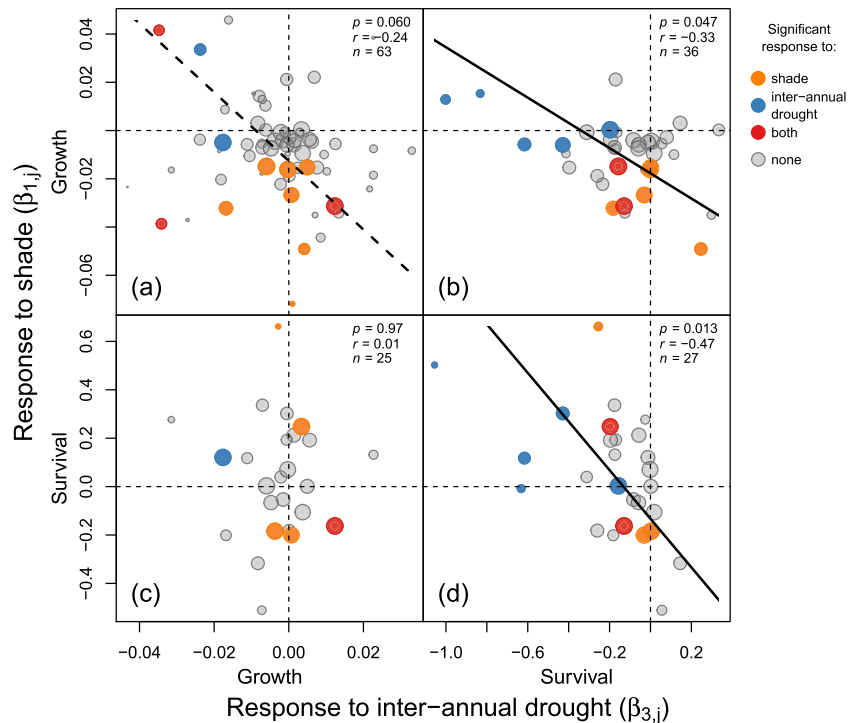 p = 0.060
r = −0.24
n = 63
(a)
p = 0.047
r = −0.33
n = 36
(b)
Significant
response to:
shade
inter−annual
drought
both
none
p = 0.97
r = 0.01
n = 25
(c)
p = 0.013
r = −0.47
n = 27
(d)
Response to shade (β1,j)
Growth
0.04
0.02
−0.02
−0.06
Survival
0.6
0.4
0.2
0.0
−0.2
−0.4
−0.04
−0.02
0.00
0.02
−1.0
−0.6
−0.2
0.2
Growth
Survival
Response to inter−annual drought (β3,j)